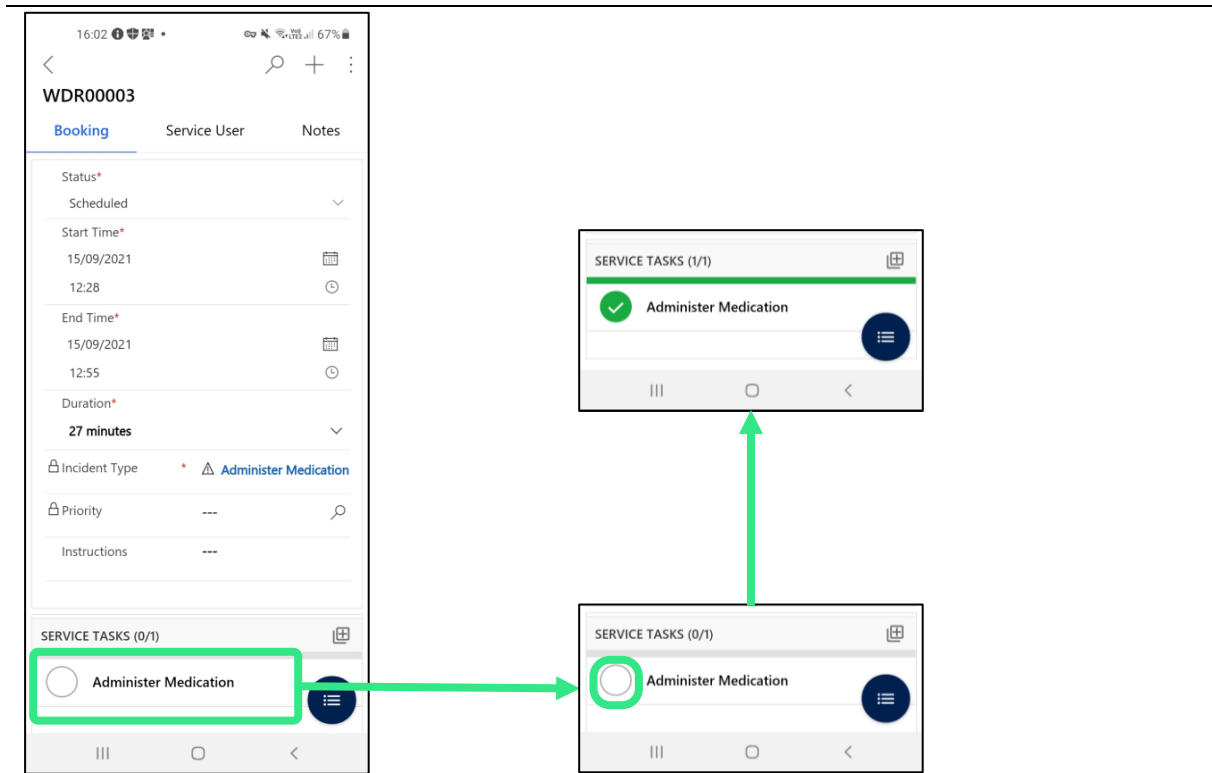 16:02 67%
WDR00003
Booking Service User Notes
Status*
Scheduled
Start Time*
15/09/2021
12:28
End Time*
15/09/2021
12:55
Duration*
27 minutes
Incident Type * Administer Medication
Priority ---
Instructions ---
SERVICE TASKS (0/1)
Administer Medication
SERVICE TASKS (1/1)
Administer Medication
SERVICE TASKS (0/1)
Administer Medication